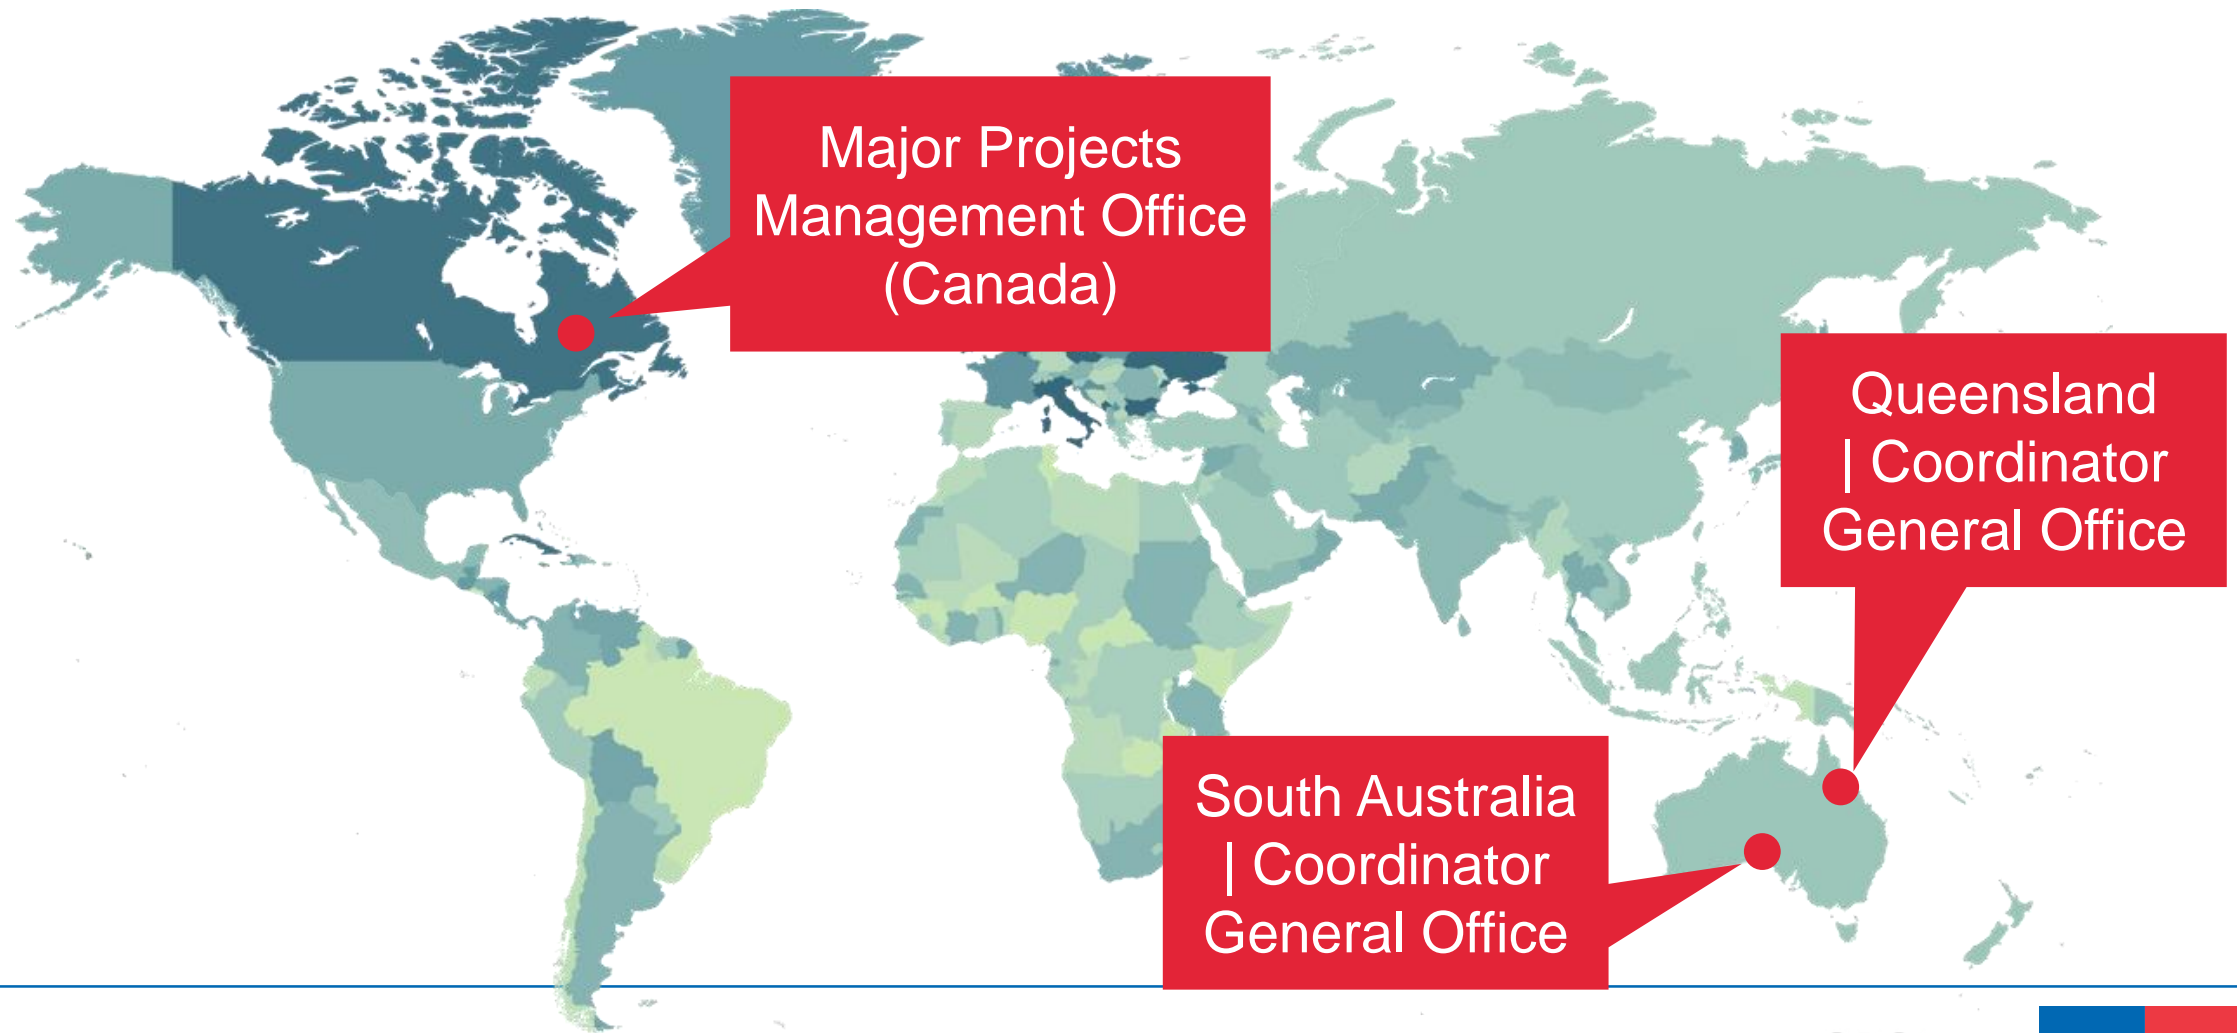 Major Projects
Management Office
(Canada)
Queensland
| Coordinator
General Office
South Australia
| Coordinator
General Office